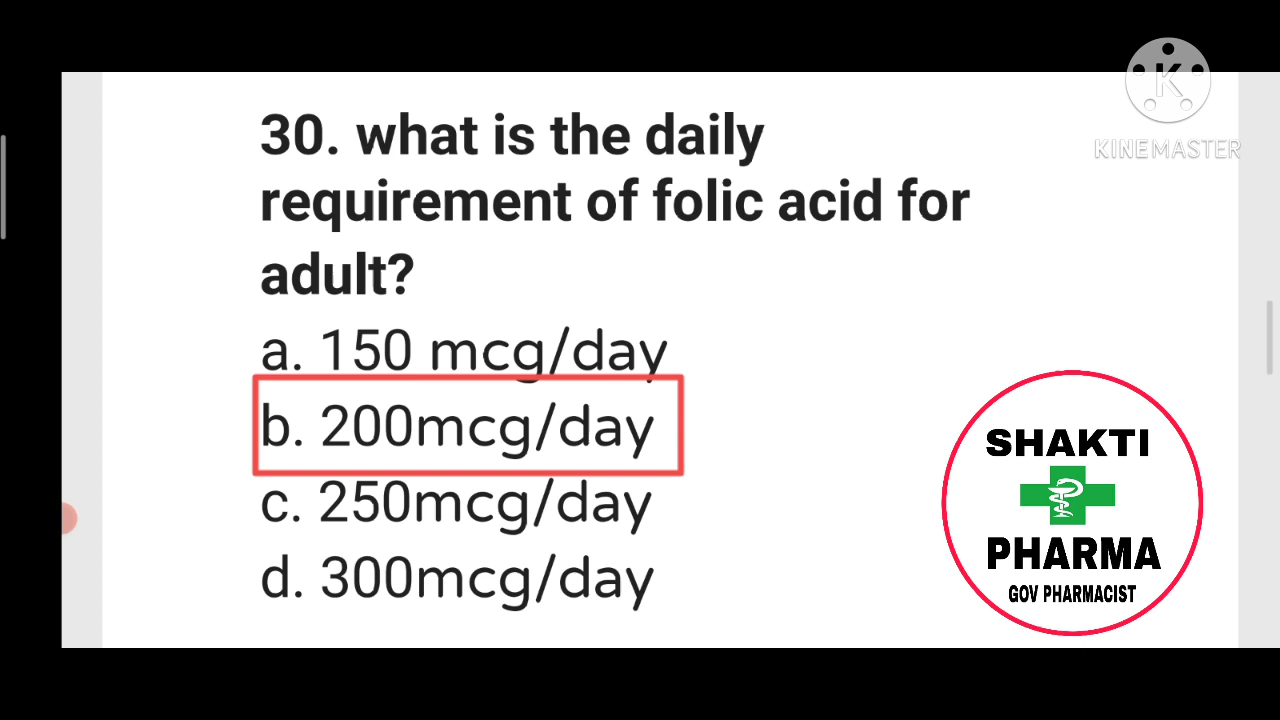 30. what is the daily
requirement of folic acid for
adult?
a. 150 mcg/day
b. 200mcg/day
c. 250mcg/day
d. 300mcg/day
K
KINEMASTER
SHAKTI
PHARMA
GOV PHARMACIST